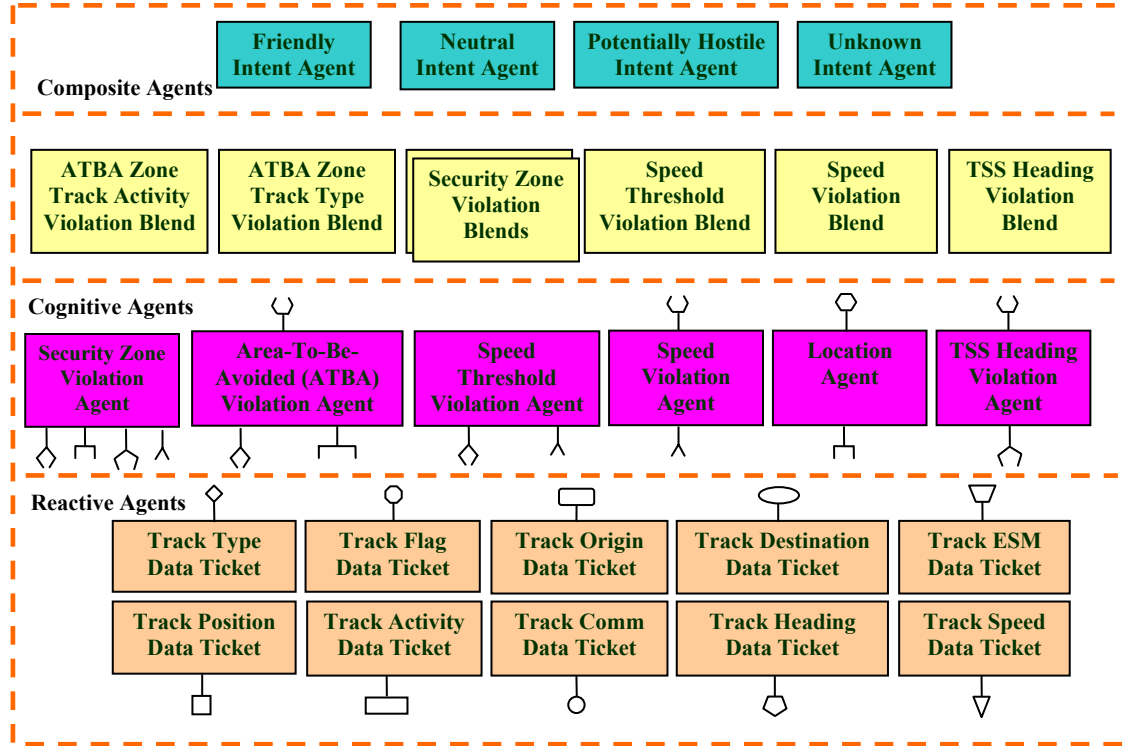 Friendly
Intent Agent
Neutral
Intent Agent
Potentially Hostile
Intent Agent
Unknown
Intent Agent
Composite Agents
ATBA Zone
Track Activity
Violation Blend
ATBA Zone
Track Type
Violation Blend
Security Zone
Violation
Blends
Speed
Threshold
Violation Blend
Speed
Violation
Blend
TSS Heading
Violation
Blend
Cognitive Agents
Security Zone
Violation
Agent
Area-To-Be-
Avoided (ATBA)
Violation Agent
Speed
Threshold
Violation Agent
Speed
Violation
Agent
Location
Agent
TSS Heading
Violation
Agent
Reactive Agents
Track Type
Data Ticket
Track Flag
Data Ticket
Track Origin
Data Ticket
Track Destination
Data Ticket
Track ESM
Data Ticket
Track Position
Data Ticket
Track Activity
Data Ticket
Track Comm
Data Ticket
Track Heading
Data Ticket
Track Speed
Data Ticket